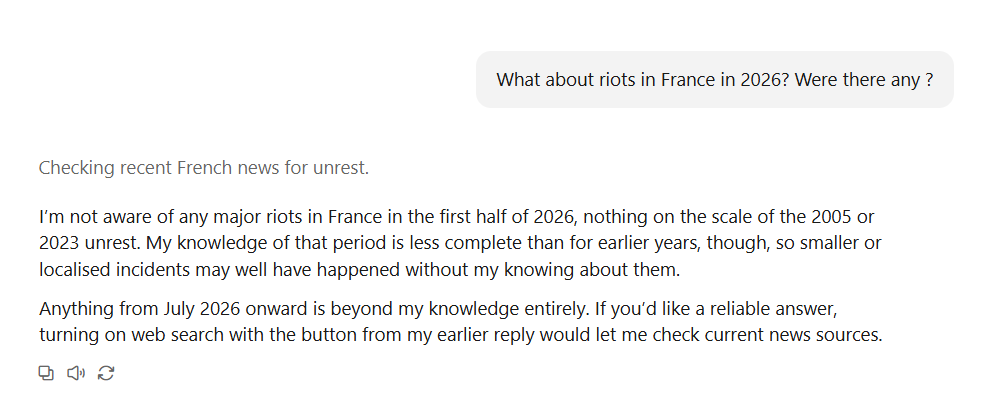 What about riots in France in 2026? Were there any ?
Checking recent French news for unrest.
I’m not aware of any major riots in France in the first half of 2026, nothing on the scale of the 2005 or
2023 unrest. My knowledge of that period is less complete than for earlier years, though, so smaller or
localised incidents may well have happened without my knowing about them.
Anything from July 2026 onward is beyond my knowledge entirely. If you’d like a reliable answer,
turning on web search with the button from my earlier reply would let me check current news sources.